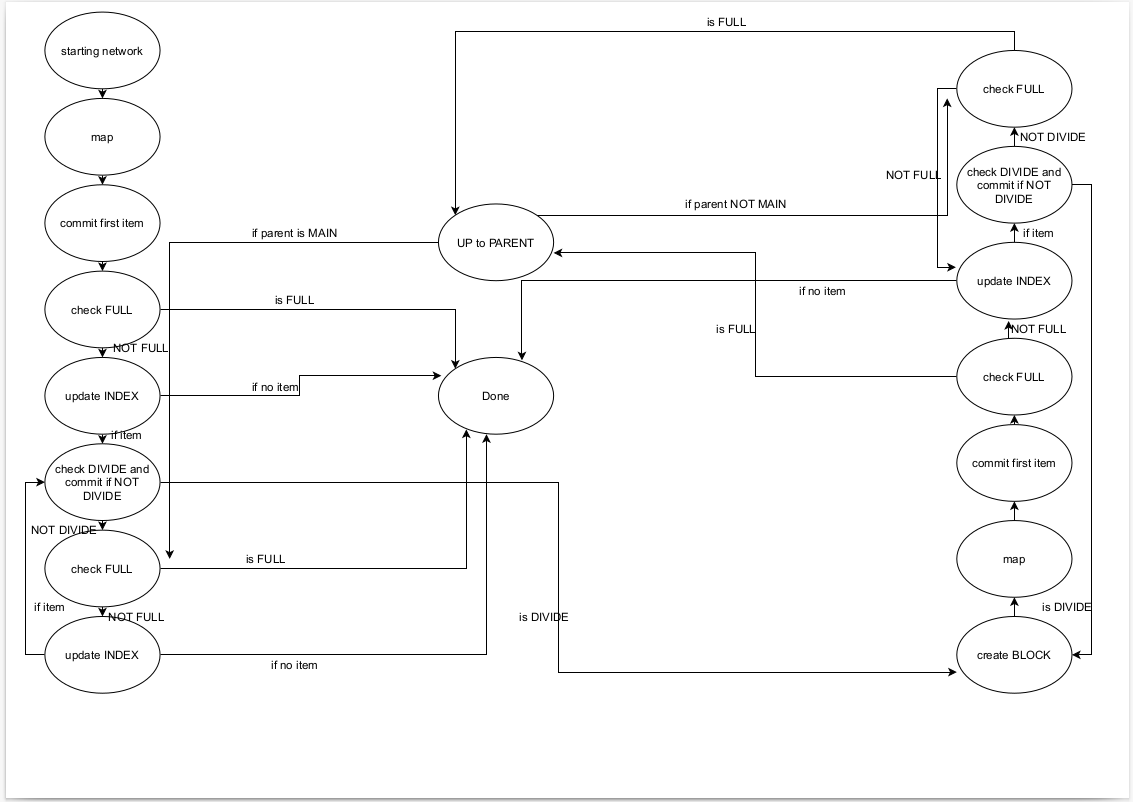 starting network
map
commit first item
check FULL
NOT FULL
update INDEX
if item
check DIVIDE and
commit if NOT
DIVIDE
NOT DIVIDE
check FULL
if item
NOT FULL
update INDEX
if parent is MAIN
is FULL
if no item
is FULL
if no item
is FULL
UP to PARENT
if parent NOT MAIN
Done
if no item
is FULL
is DIVIDE
check FULL
NOT DIVIDE
NOT FULL
check DIVIDE and
commit if NOT
DIVIDE
if item
update INDEX
NOT FULL
check FULL
commit first item
map
is DIVIDE
create BLOCK